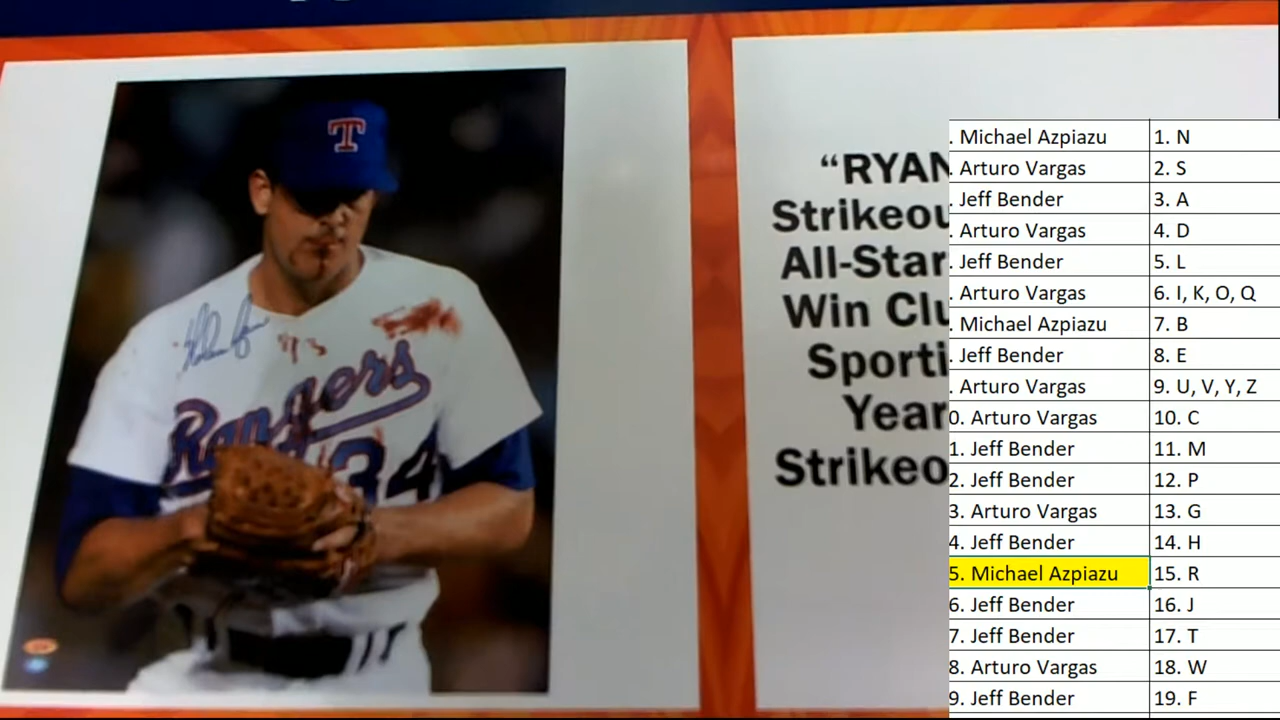 T
Rangers
34
"RYAN
Strikeou
All-Star
Win Clu
Sporti
Year
Strikeo
. Michael Azpiazu 1. N
. Arturo Vargas 2. S
. Jeff Bender 3. A
. Arturo Vargas 4. D
. Jeff Bender 5. L
. Arturo Vargas 6. I, K, O, Q
. Michael Azpiazu 7. B
. Jeff Bender 8. E
. Arturo Vargas 9. U, V, Y, Z
0. Arturo Vargas 10. C
1. Jeff Bender 11. M
2. Jeff Bender 12. P
3. Arturo Vargas 13. G
4. Jeff Bender 14. H
5. Michael Azpiazu 15. R
6. Jeff Bender 16. J
7. Jeff Bender 17. T
8. Arturo Vargas 18. W
9. Jeff Bender 19. F